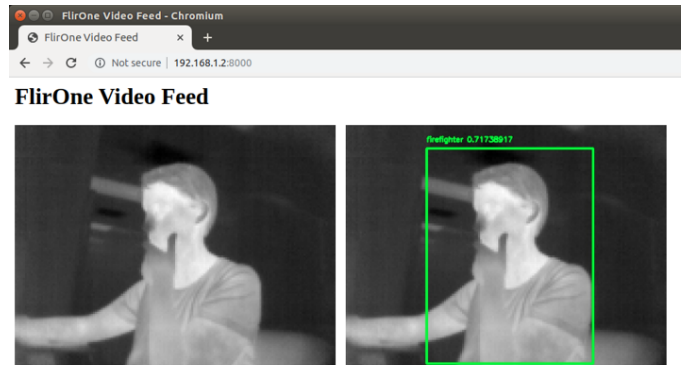 FlirOne Video Feed - Chromium
FlirOne Video Feed × +
Not secure | 192.168.1.2:8000
FlirOne Video Feed
firefighter 0.71738917